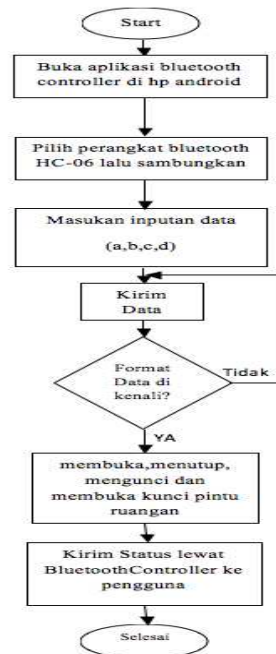 Start
Buka aplikasi bluetooth
controller di hp android
Pilih perangkat bluetooth
HC-06 lalu sambungkan
Masukan inputan data
(a,b,c,d)
Kirim
Data
Format
Data di
kenali?
Tidak
YA
membuka,menutup,
mengunci dan
membuka kunci pintu
ruangan
Kirim Status lewat
BluetoothController ke
pengguna
Selesai